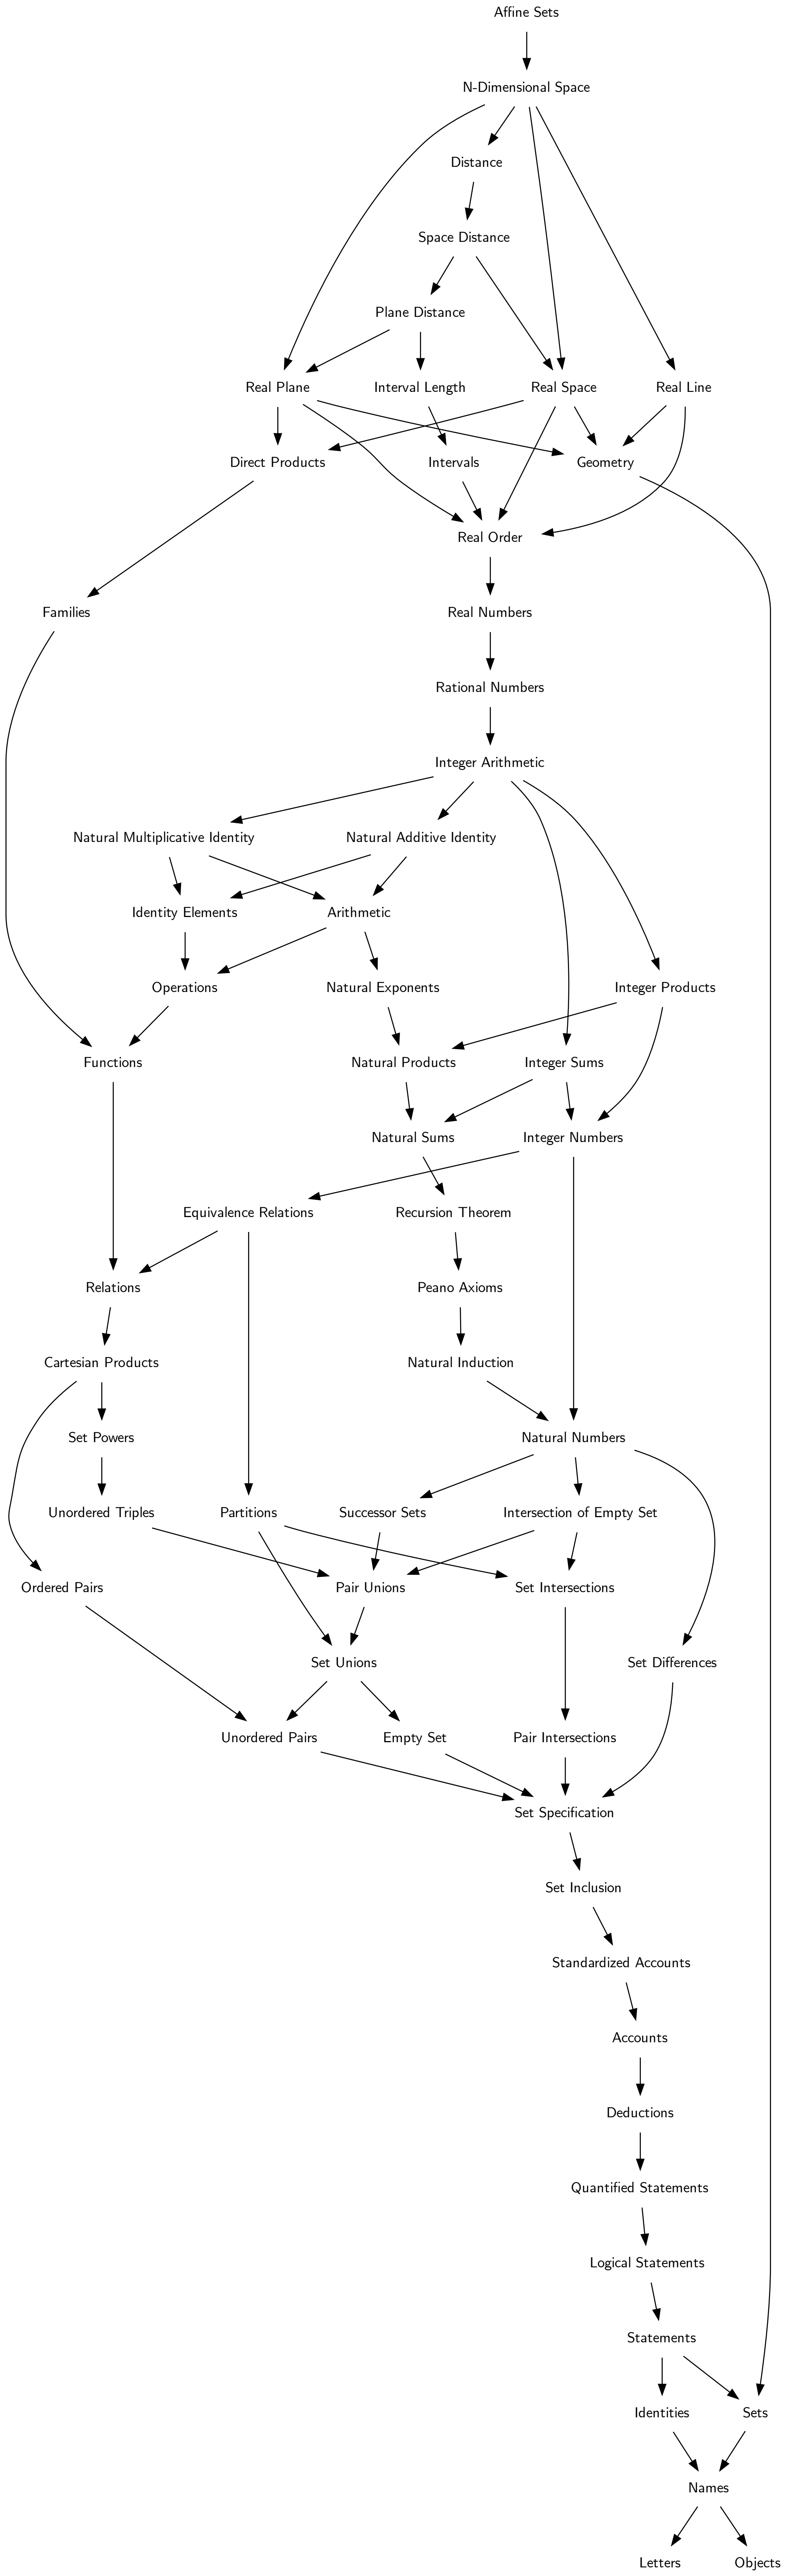 Affine Sets
N-Dimensional Space
Distance
Space Distance
Plane Distance
Real Plane
Interval Length
Real Space
Real Line
Direct Products
Intervals
Geometry
Real Order
Families
Real Numbers
Rational Numbers
Integer Arithmetic
Natural Multiplicative Identity
Natural Additive Identity
Identity Elements
Arithmetic
Operations
Natural Exponents
Integer Products
Functions
Natural Products
Integer Sums
Natural Sums
Integer Numbers
Equivalence Relations
Recursion Theorem
Relations
Peano Axioms
Cartesian Products
Natural Induction
Set Powers
Natural Numbers
Unordered Triples
Partitions
Successor Sets
Intersection of Empty Set
Ordered Pairs
Pair Unions
Set Intersections
Set Unions
Set Differences
Unordered Pairs
Empty Set
Pair Intersections
Set Specification
Set Inclusion
Standardized Accounts
Accounts
Deductions
Quantified Statements
Logical Statements
Statements
Identities
Sets
Names
Letters
Objects